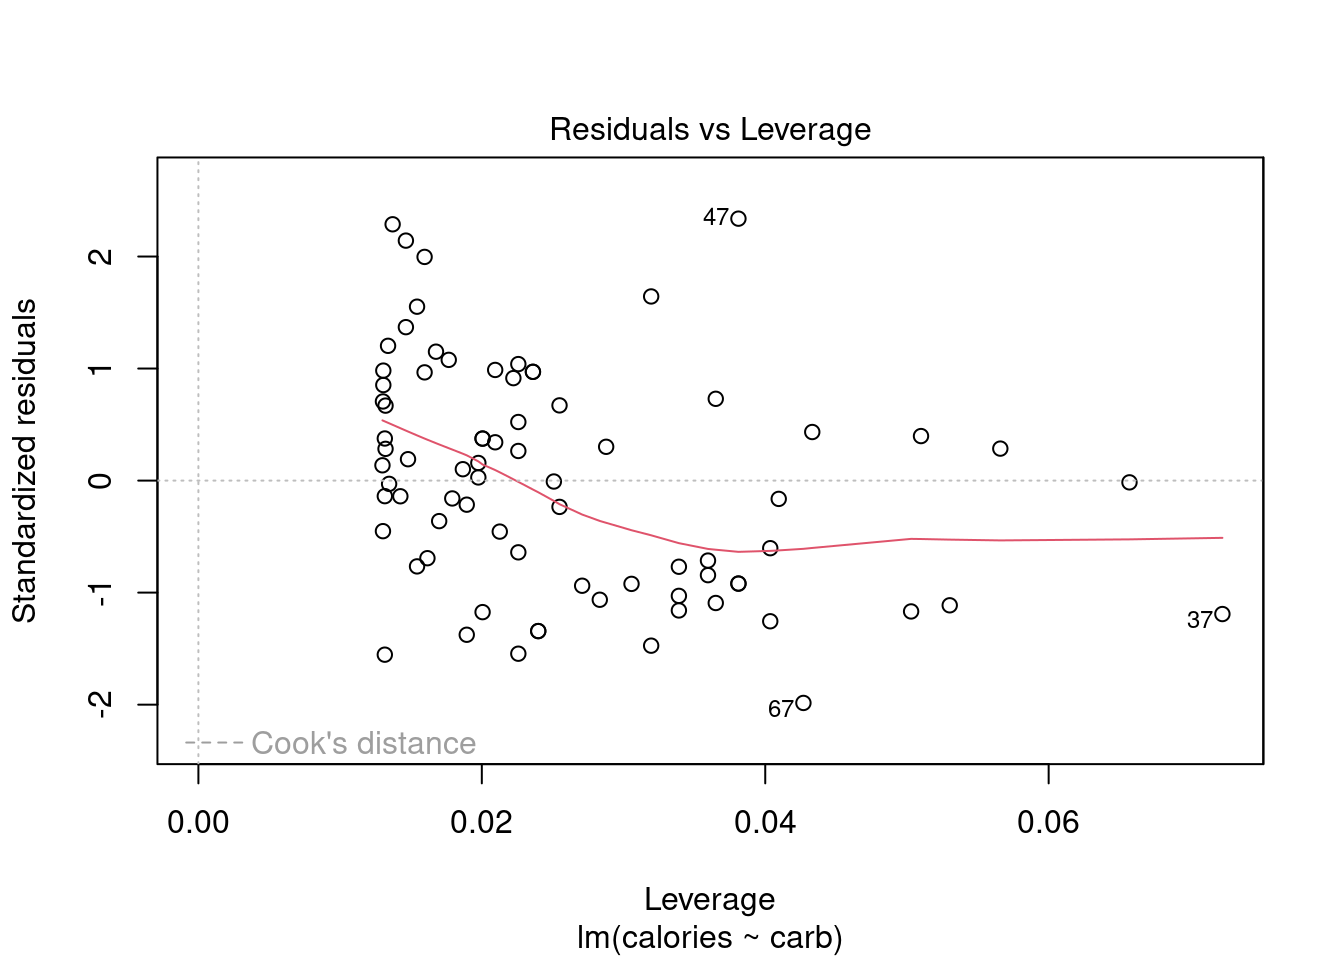 Residuals vs Leverage
Standardized residuals
2
1
0
-1
-2
47
37
67
Cook's distance
0.00 0.02 0.04 0.06
Leverage
lm(calories ~ carb)